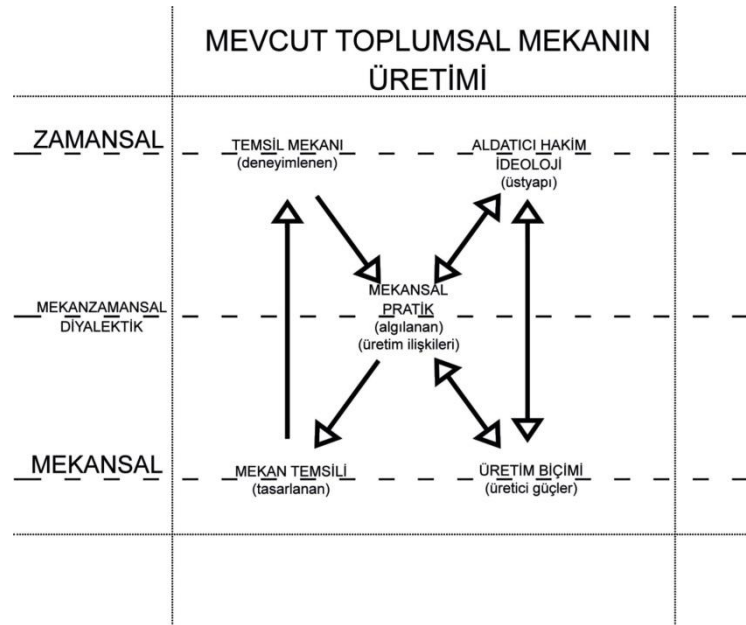 MEVCUT TOPLUMSAL MEKANIN
ÜRETİMİ
ZAMANSAL
TEMSİL MEKANI
(deneyimlenen)
ALDATICI HAKİM
İDEOLOJİ
(üstyapı)
MEKANZAMANSAL
DİYALEKTİK
MEKANSAL
PRATİK
(algılanan)
(üretim ilişkileri)
MEKANSAL
MEKAN TEMSİLİ
(tasarlanan)
ÜRETİM BİÇİMİ
(üretici güçler)